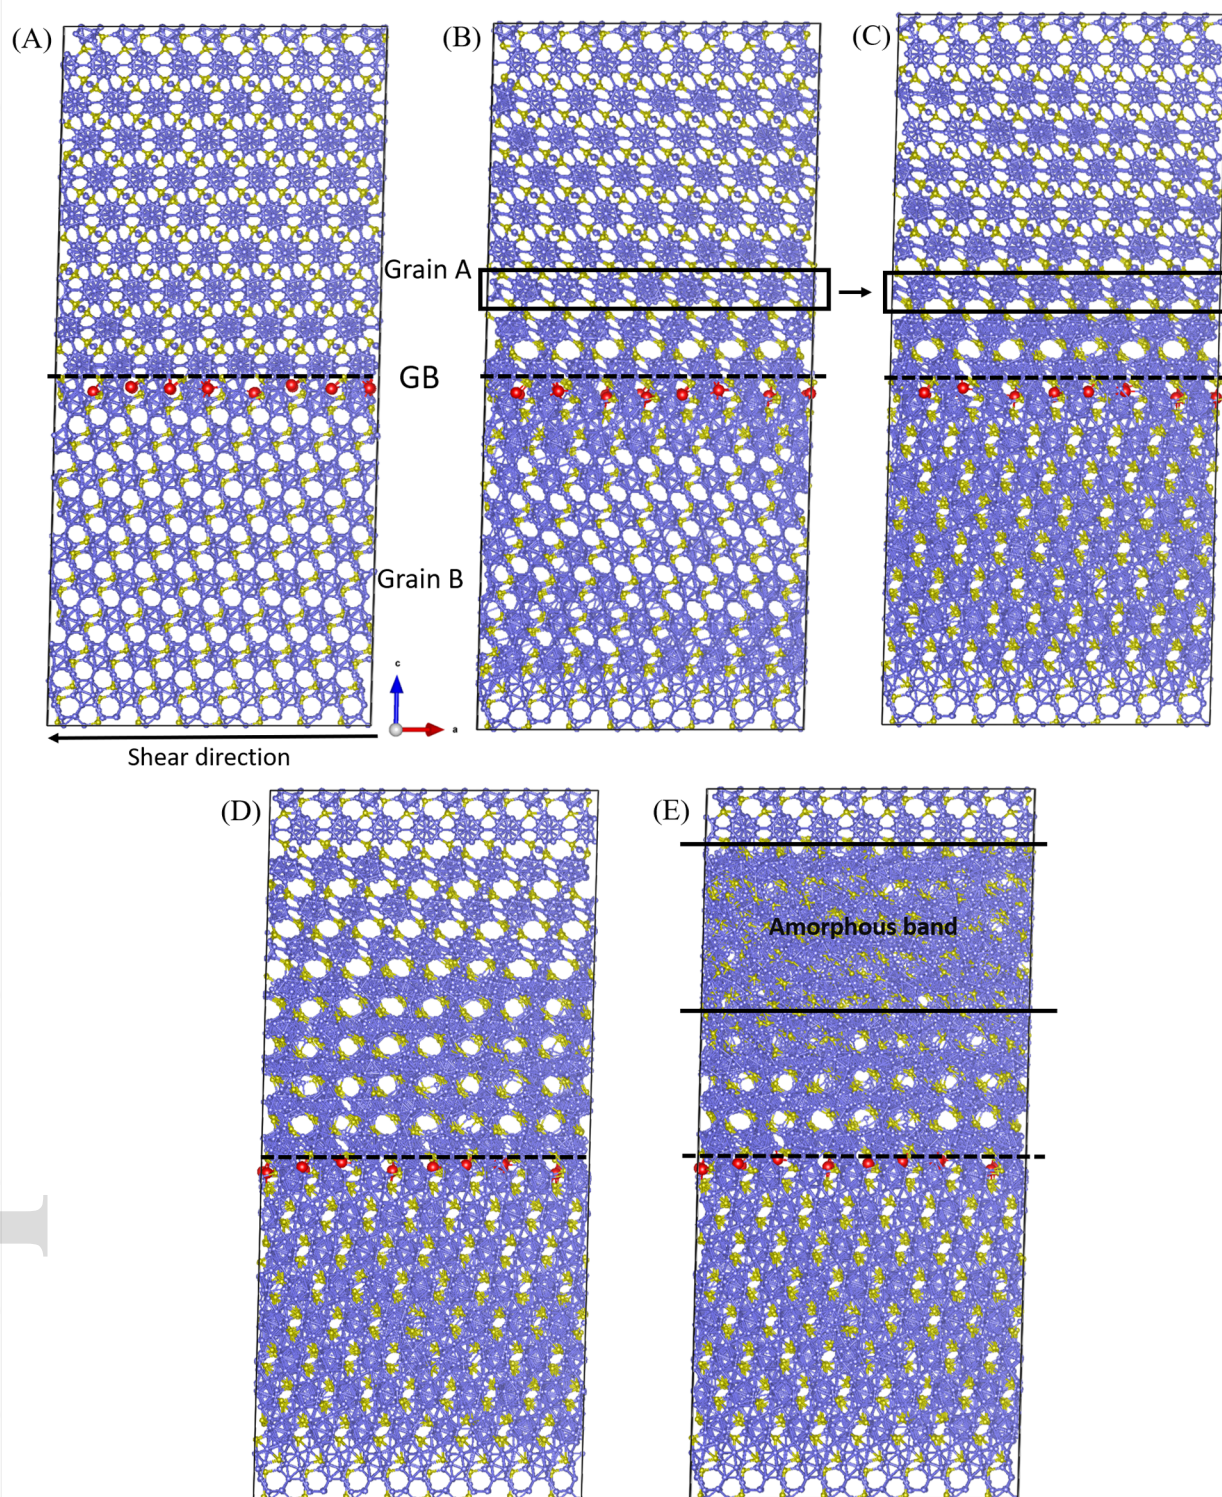 (A)
(B)
(C)
Grain A
GB
Grain B
c
a
Shear direction
(D)
(E)
Amorphous band